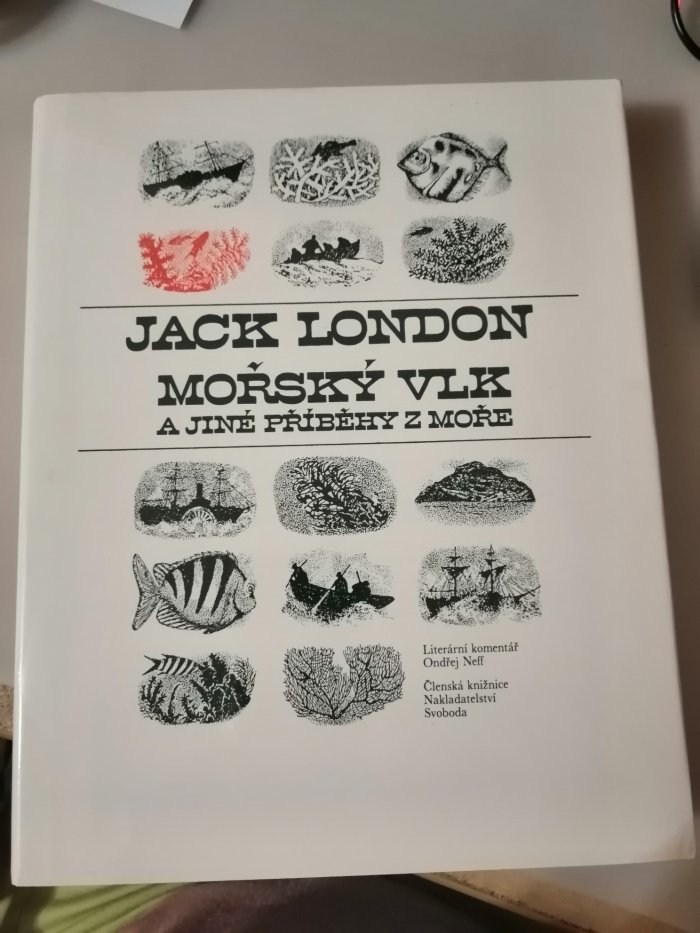 JACK LONDON
MOŘSKÝ VLK
A JINÉ PŘÍBĚHY Z MOŘE
Literární komentář
Ondřej Neff
Členská knižnice
Nakladatelství
Svoboda